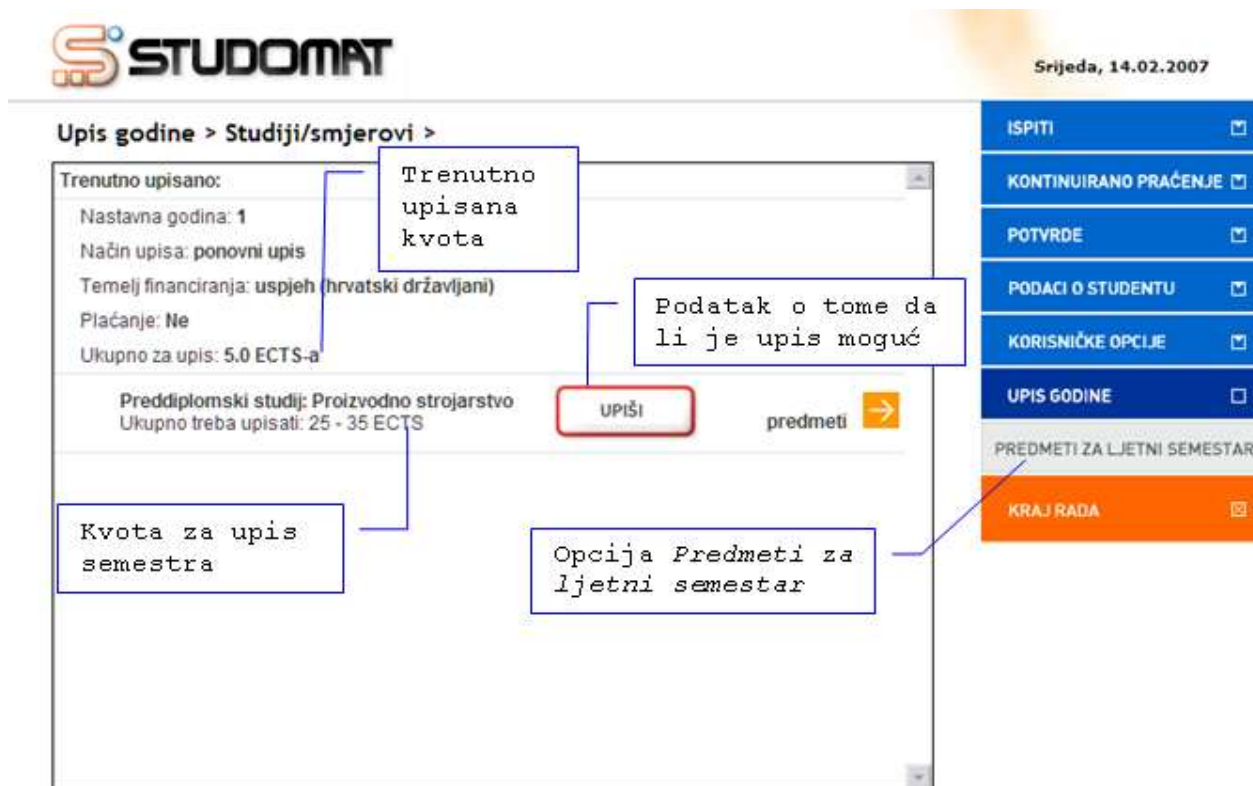 STUDOMAT
Srijeda, 14.02.2007
Upis godine > Studiji/smjerovi >
Trenutno upisano:
Nastavna godina: 1
Način upisa: ponovni upis
Temelj financiranja: uspjeh (hrvatski državljani)
Plaćanje: Ne
Ukupno za upis: 5.0 ECTS-a
Trenutno
upisana
kvota
Podatak o tome da
li je upis moguć
Preddiplomski studij: Proizvodno strojarstvo
Ukupno treba upisati: 25 - 35 ECTS
UPIŠI
predmeti
Kvota za upis
semestra
Opcija Predmeti za
ljetni semestar
ISPITI
KONTINUIRANO PRAĆENJE
POTVRDE
PODACI O STUDENTU
KORISNIČKE OPCIJE
UPIS GODINE
PREDMETI ZA LJETNI SEMESTAR
KRAJ RADA